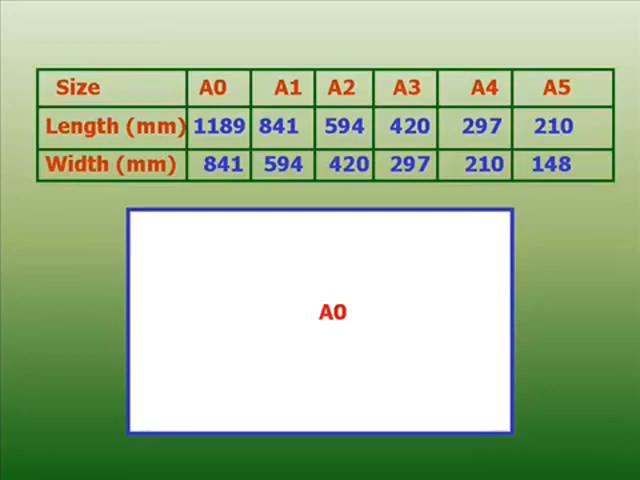 Size A0 A1 A2 A3 A4 A5
Length (mm) 1189 841 594 420 297 210
Width (mm) 841 594 420 297 210 148
A0